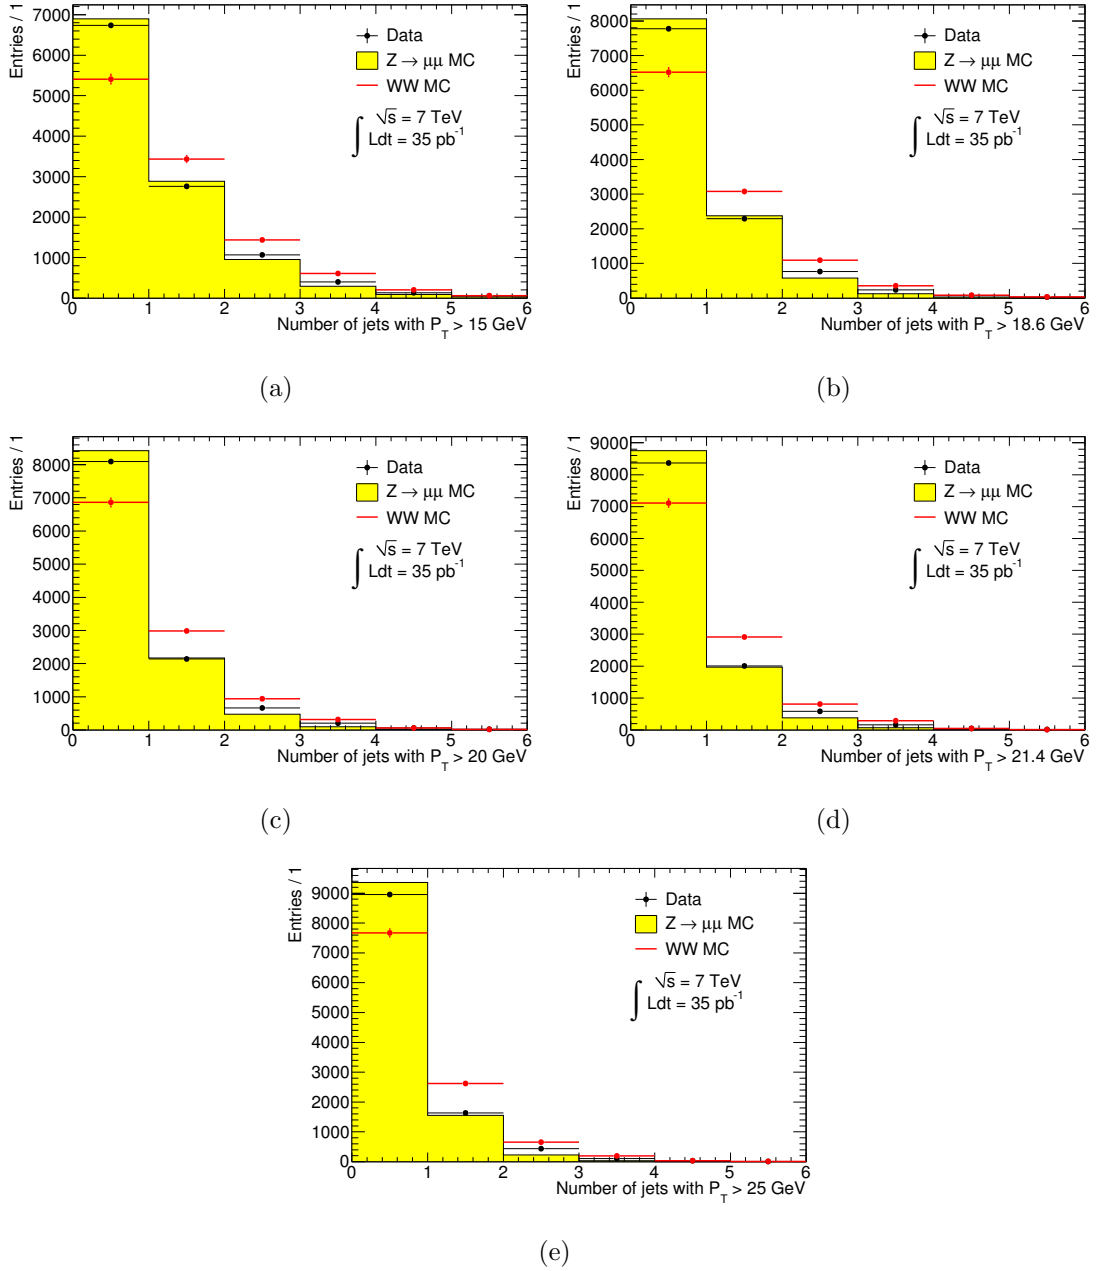 Entries / 1
7000
6000
5000
4000
3000
2000
1000
0
Data
Z → μμ MC
WW MC
√s = 7 TeV
∫ Ldt = 35 pb⁻¹
0 1 2 3 4 5 6
Number of jets with P_T > 15 GeV
(a)
Entries / 1
8000
7000
6000
5000
4000
3000
2000
1000
0
Data
Z → μμ MC
WW MC
√s = 7 TeV
∫ Ldt = 35 pb⁻¹
0 1 2 3 4 5 6
Number of jets with P_T > 18.6 GeV
(b)
Entries / 1
8000
7000
6000
5000
4000
3000
2000
1000
0
Data
Z → μμ MC
WW MC
√s = 7 TeV
∫ Ldt = 35 pb⁻¹
0 1 2 3 4 5 6
Number of jets with P_T > 20 GeV
(c)
Entries / 1
9000
8000
7000
6000
5000
4000
3000
2000
1000
0
Data
Z → μμ MC
WW MC
√s = 7 TeV
∫ Ldt = 35 pb⁻¹
0 1 2 3 4 5 6
Number of jets with P_T > 21.4 GeV
(d)
Entries / 1
9000
8000
7000
6000
5000
4000
3000
2000
1000
0
Data
Z → μμ MC
WW MC
√s = 7 TeV
∫ Ldt = 35 pb⁻¹
0 1 2 3 4 5 6
Number of jets with P_T > 25 GeV
(e)